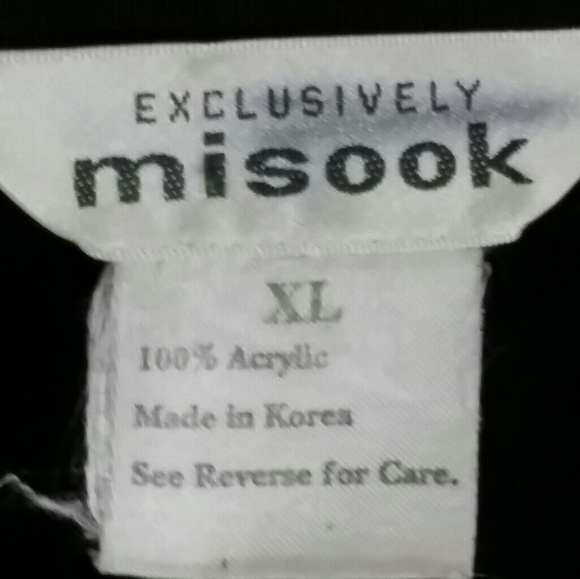 EXCLUSIVELY
misook
XL
100% Acrylic
Made in Korea
See Reverse for Care.